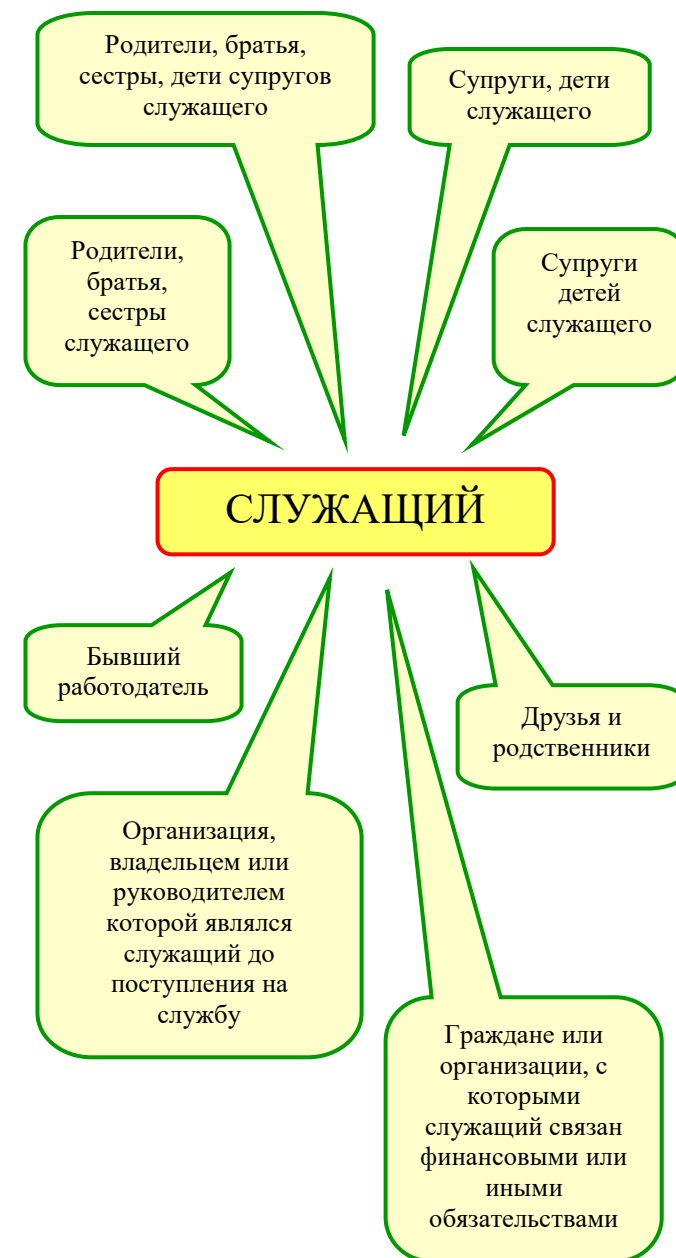 Родители, братья,
сестры, дети супругов
служащего
Супруги, дети
служащего
Родители,
братья,
сестры
служащего
Супруги
детей
служащего
СЛУЖАЩИЙ
Бывший
работодатель
Друзья и
родственники
Организация,
владельцем или
руководителем
которой являлся
служащий до
поступления на
службу
Граждане или
организации, с
которыми
служащий связан
финансовыми или
иными
обязательствами